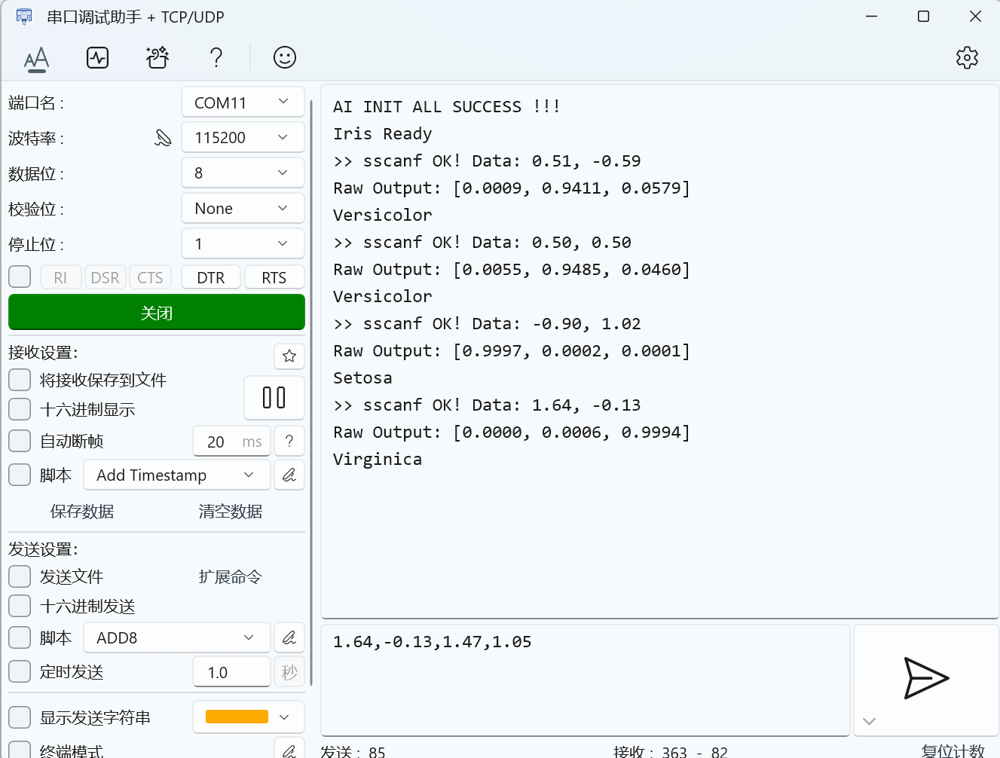 串口调试助手 + TCP/UDP
端口名 : COM11
波特率 : 115200
数据位 : 8
校验位 : None
停止位 : 1
RI DSR CTS DTR RTS
关闭
接收设置:
将接收保存到文件
十六进制显示
自动断帧 20 ms ?
脚本 Add Timestamp
保存数据 清空数据
发送设置:
发送文件 扩展命令
十六进制发送
脚本 ADD8
定时发送 1.0 秒
显示发送字符串
终端模式
AI INIT ALL SUCCESS !!!
Iris Ready
>> sscanf OK! Data: 0.51, -0.59
Raw Output: [0.0009, 0.9411, 0.0579]
Versicolor
>> sscanf OK! Data: 0.50, 0.50
Raw Output: [0.0055, 0.9485, 0.0460]
Versicolor
>> sscanf OK! Data: -0.90, 1.02
Raw Output: [0.9997, 0.0002, 0.0001]
Setosa
>> sscanf OK! Data: 1.64, -0.13
Raw Output: [0.0000, 0.0006, 0.9994]
Virginica
1.64,-0.13,1.47,1.05
发送 : 85 接收 : 363 - 82 复位计数